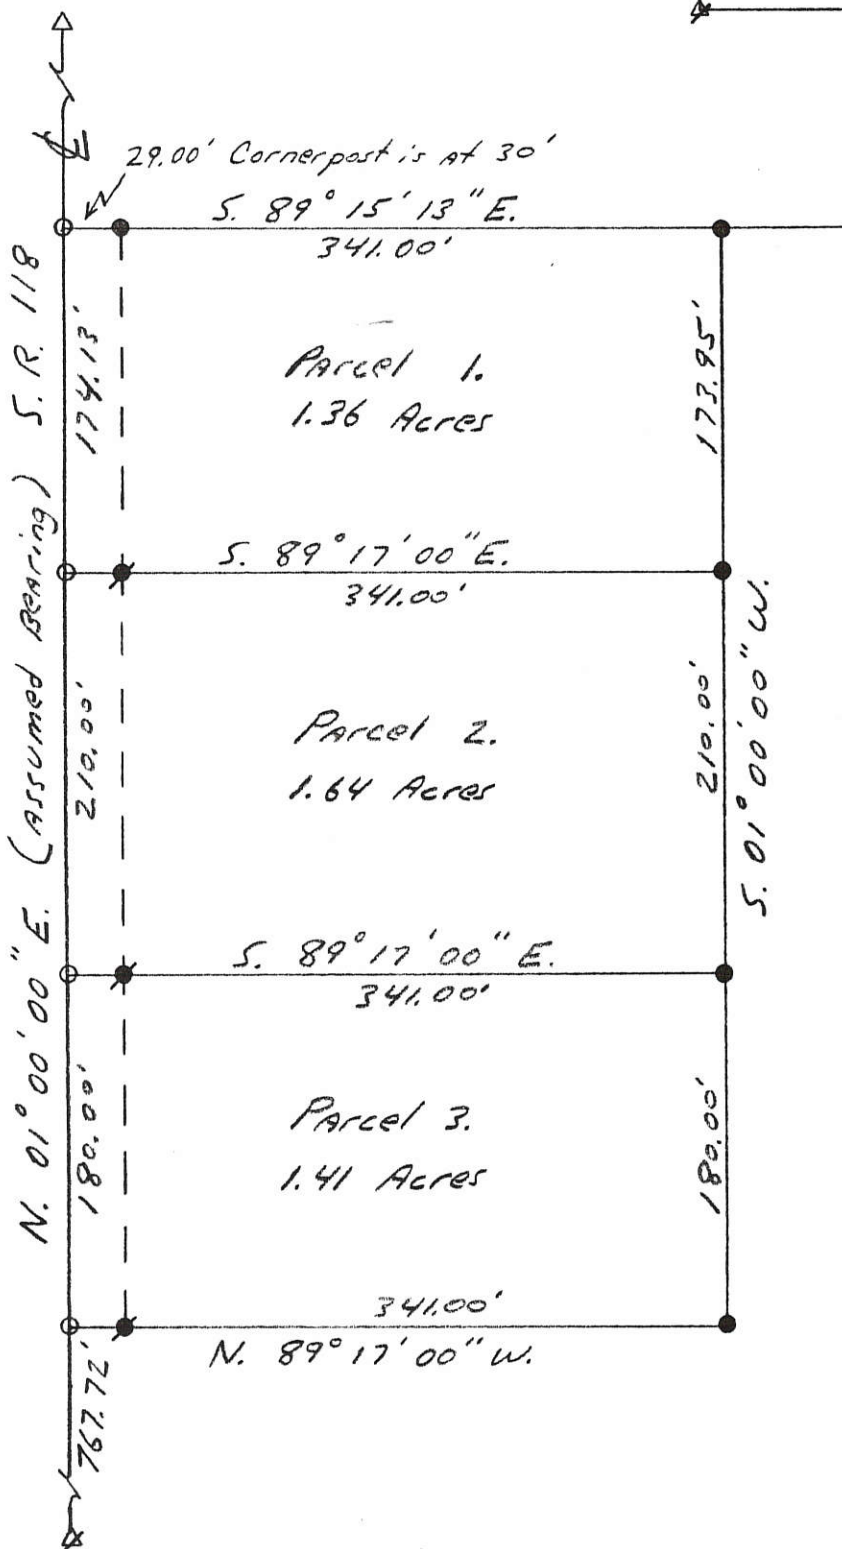 29.00' Cornerpost is at 30'
S. 89° 15' 13" E.
341.00'
N. 01° 00' 00" E. (Assumed Bearing) S.R. 118
174.13'
Parcel 1.
1.36 Acres
173.95'
S. 89° 17' 00" E.
341.00'
210.00'
Parcel 2.
1.64 Acres
210.00'
S. 01° 00' 00" W.
S. 89° 17' 00" E.
341.00'
180.00'
Parcel 3.
1.41 Acres
180.00'
341.00'
N. 89° 17' 00" W.
767.72'